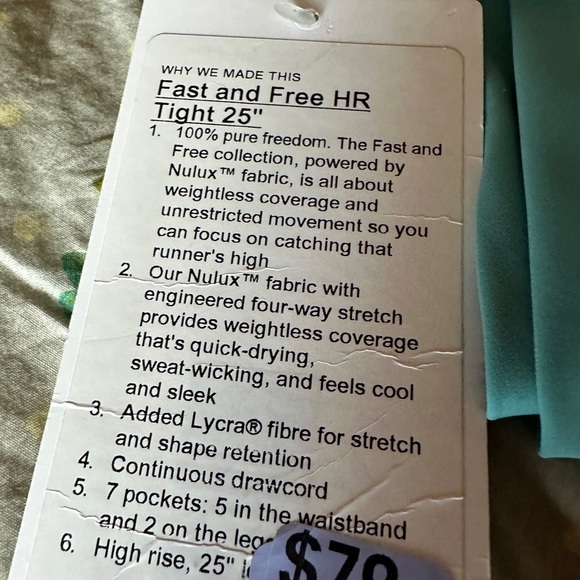 WHY WE MADE THIS
Fast and Free HR
Tight 25"
1. 100% pure freedom. The Fast and
Free collection, powered by
Nulux™ fabric, is all about
weightless coverage and
unrestricted movement so you
can focus on catching that
runner's high
2. Our Nulux™ fabric with
engineered four-way stretch
provides weightless coverage
that's quick-drying,
sweat-wicking, and feels cool
and sleek
3. Added Lycra® fibre for stretch
and shape retention
4. Continuous drawcord
5. 7 pockets: 5 in the waistband
and 2 on the
6. High rise, 25"